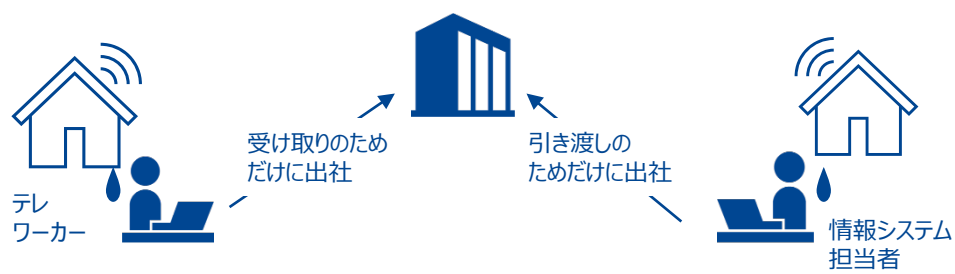 受け取りのため
だけに出社
引き渡しの
ためだけに出社
テレ
ワーカー
情報システム
担当者